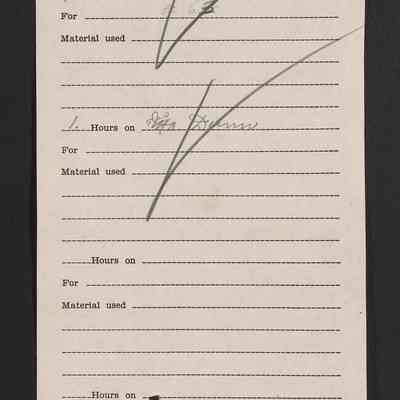 For
Material used
1. Hours on
For
Material used
Hours on
For
Material used
Hours on